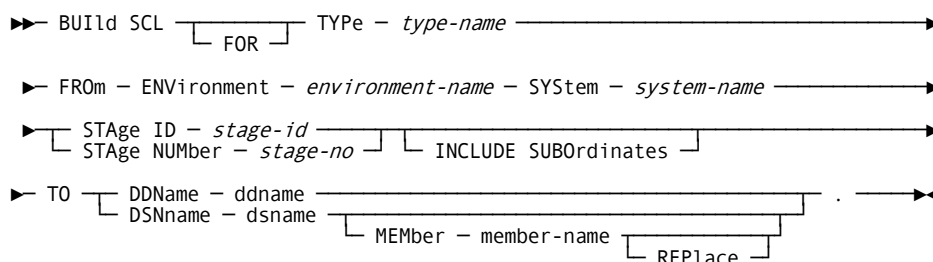 BUIld SCL TYPe - type-name
FOR
FROm - ENVironment - environment-name - SYStem - system-name
STAge ID - stage-id
STAge NUMber - stage-no INCLUDE SUBOrdinates
TO DDName - ddname .
DSNname - dsname
MEMber - member-name
REPlace